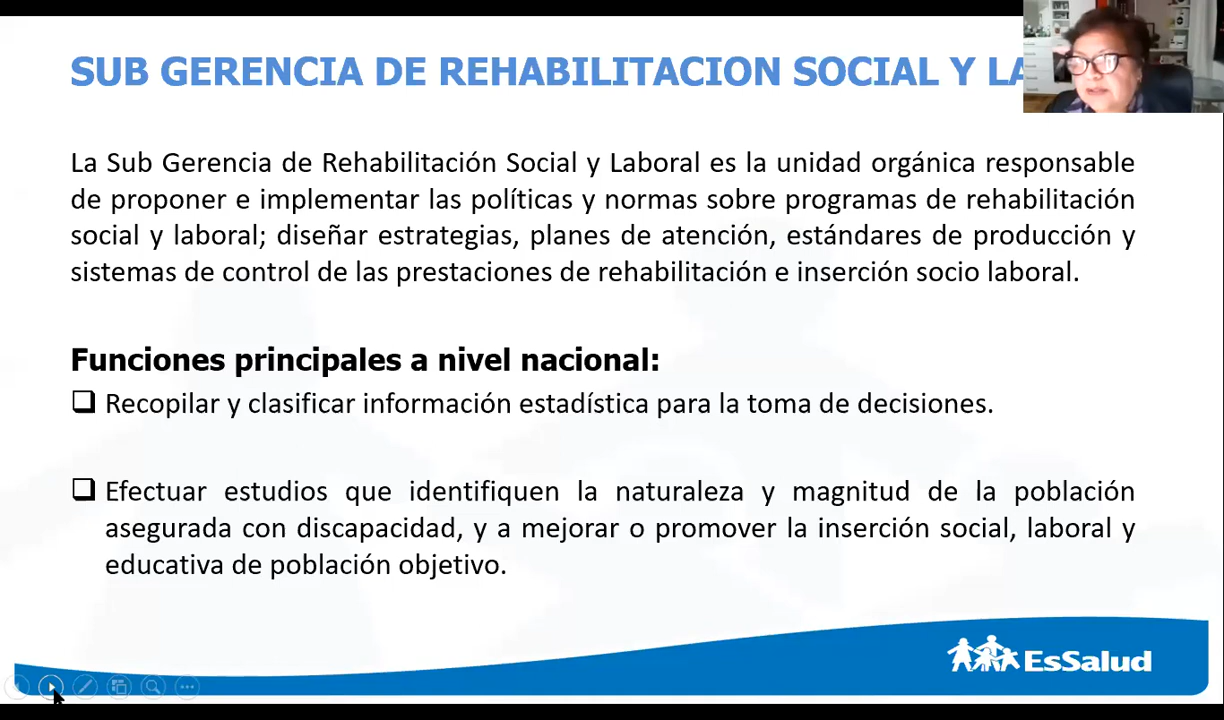 SUB GERENCIA DE REHABILITACION SOCIAL Y
La Sub Gerencia de Rehabilitación Social y Laboral es la unidad orgánica responsable
de proponer e implementar las políticas y normas sobre programas de rehabilitación
social y laboral; diseñar estrategias, planes de atención, estándares de producción y
sistemas de control de las prestaciones de rehabilitación e inserción socio laboral.
Funciones principales a nivel nacional:
Recopilar y clasificar información estadística para la toma de decisiones.
Efectuar estudios que identifiquen la naturaleza y magnitud de la población
asegurada con discapacidad, y a mejorar o promover la inserción social, laboral y
educativa de población objetivo.
EsSalud